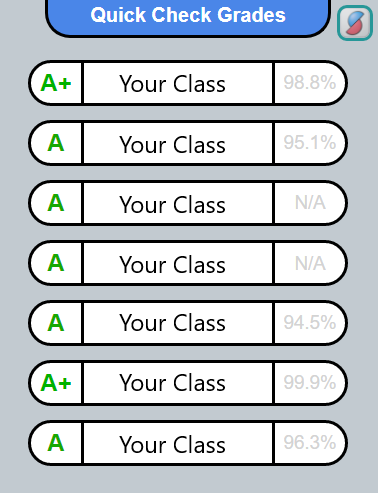 Quick Check Grades
A+ Your Class 98.8%
A Your Class 95.1%
A Your Class N/A
A Your Class N/A
A Your Class 94.5%
A+ Your Class 99.9%
A Your Class 96.3%